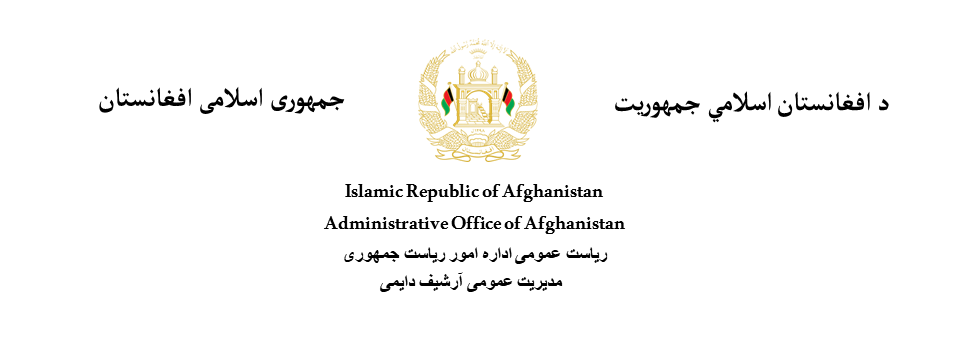 د افغانستان اسلامي جمهوریت
جمهوری اسلامی افغانستان
Islamic Republic of Afghanistan
Administrative Office of Afghanistan
ریاست عمومی اداره امور ریاست جمهوری
مدیریت عمومی آرشیف دایمی